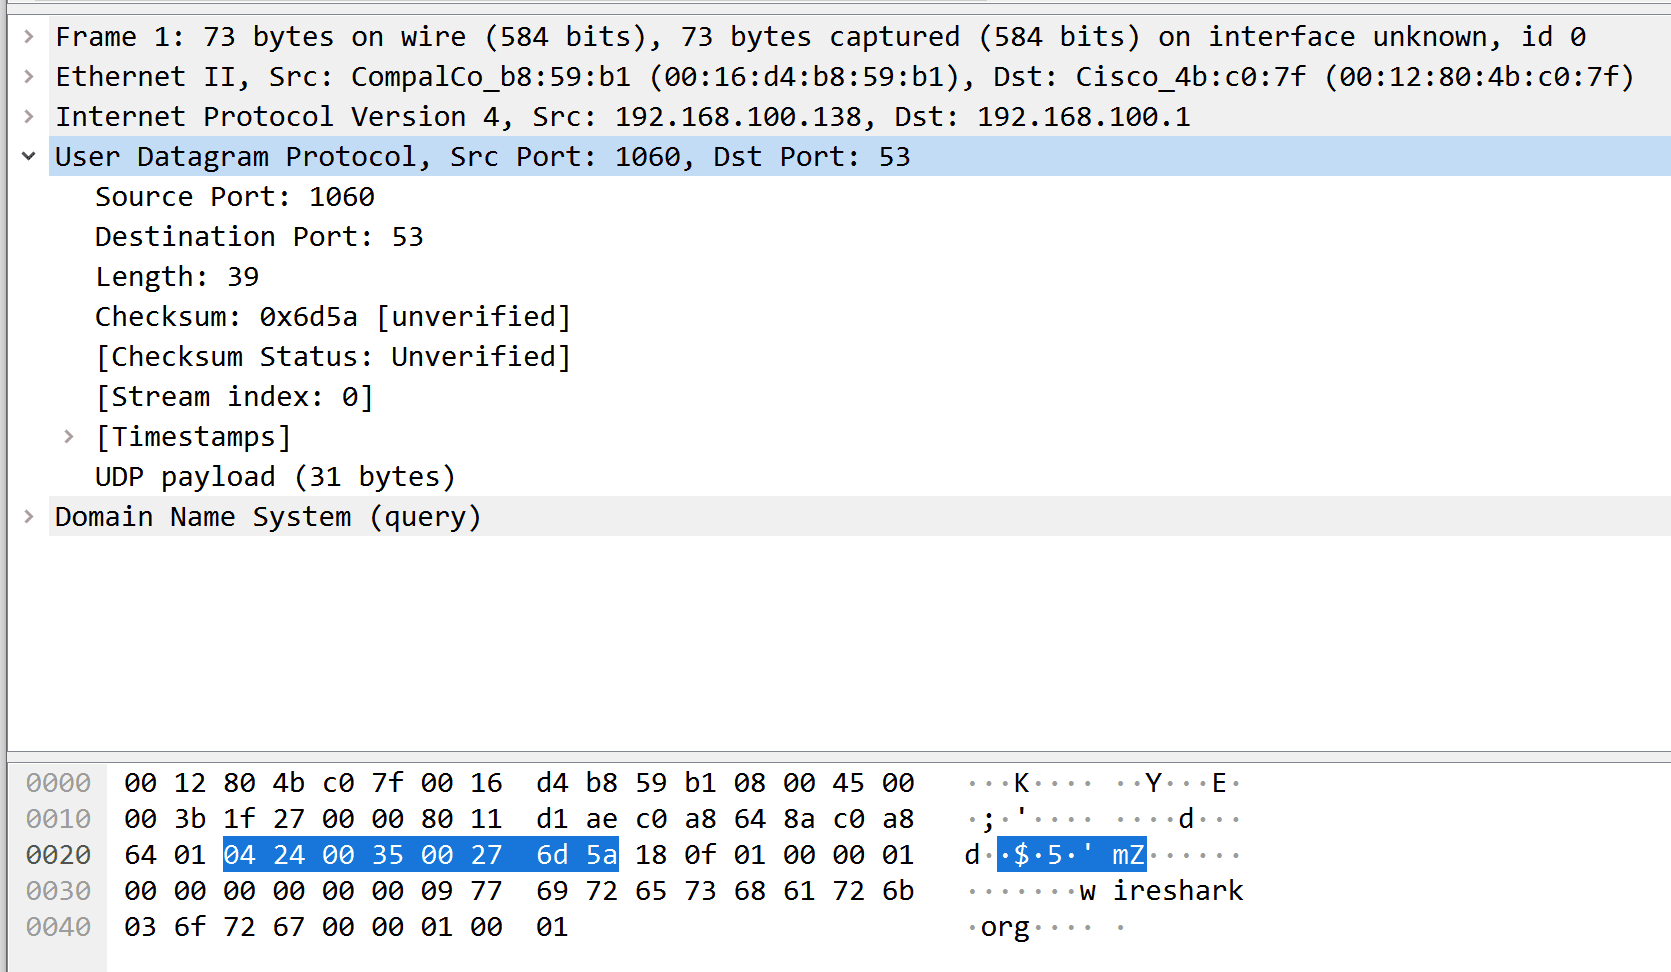 Frame 1: 73 bytes on wire (584 bits), 73 bytes captured (584 bits) on interface unknown, id 0
Ethernet II, Src: CompalCo_b8:59:b1 (00:16:d4:b8:59:b1), Dst: Cisco_4b:c0:7f (00:12:80:4b:c0:7f)
Internet Protocol Version 4, Src: 192.168.100.138, Dst: 192.168.100.1
User Datagram Protocol, Src Port: 1060, Dst Port: 53
Source Port: 1060
Destination Port: 53
Length: 39
Checksum: 0x6d5a [unverified]
[Checksum Status: Unverified]
[Stream index: 0]
[Timestamps]
UDP payload (31 bytes)
Domain Name System (query)
0000 00 12 80 4b c0 7f 00 16 d4 b8 59 b1 08 00 45 00 ···K···· ··Y···E·
0010 00 3b 1f 27 00 00 80 11 d1 ae c0 a8 64 8a c0 a8 ·;·'···· ····d···
0020 64 01 04 24 00 35 00 27 6d 5a 18 0f 01 00 00 01 d··$·5·' mZ······
0030 00 00 00 00 00 00 09 77 69 72 65 73 68 61 72 6b ·······w ireshark
0040 03 6f 72 67 00 00 01 00 01 ·org···· ·